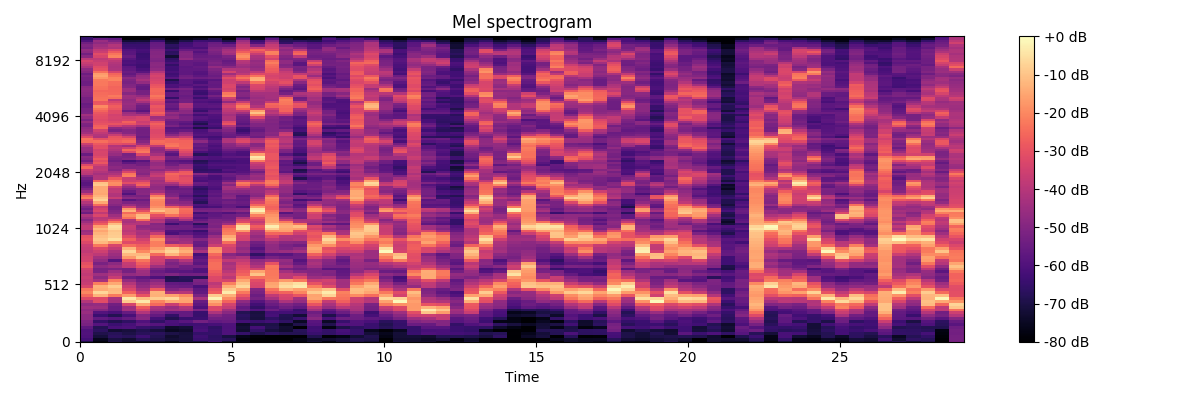 Mel spectrogram
8192
4096
2048
1024
512
0
Hz
0 5 10 15 20 25
Time
+0 dB
-10 dB
-20 dB
-30 dB
-40 dB
-50 dB
-60 dB
-70 dB
-80 dB